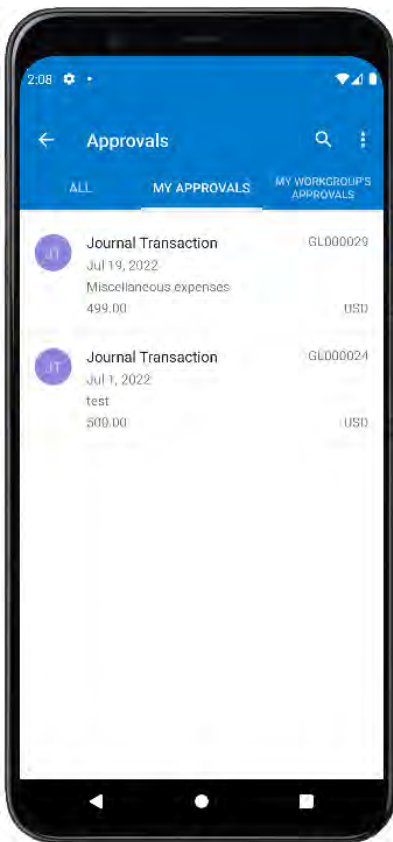 2:08
Approvals
ALL
MY APPROVALS
MY WORKGROUP'S
APPROVALS
JT
Journal Transaction
GL000029
Jul 19, 2022
Miscellaneous expenses
499.00
USD
JT
Journal Transaction
GL000024
Jul 1, 2022
test
500.00
USD